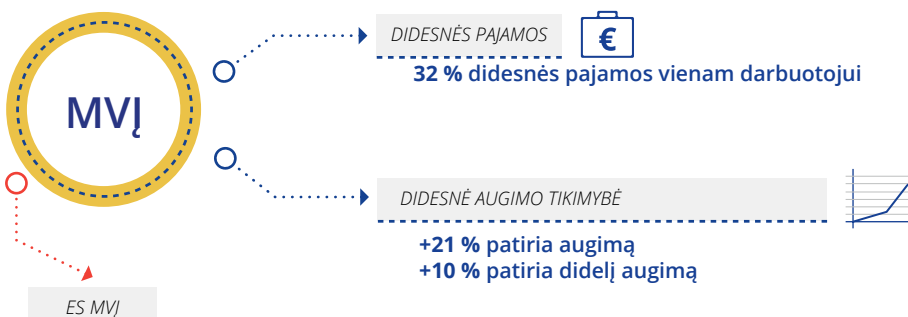 MVĮ
DIDESNĖS PAJAMOS
€
32 % didesnės pajamos vienam darbuotojui
DIDESNĖ AUGIMO TIKIMYBĖ
+21 % patiria augimą
+10 % patiria didelį augimą
ES MVĮ